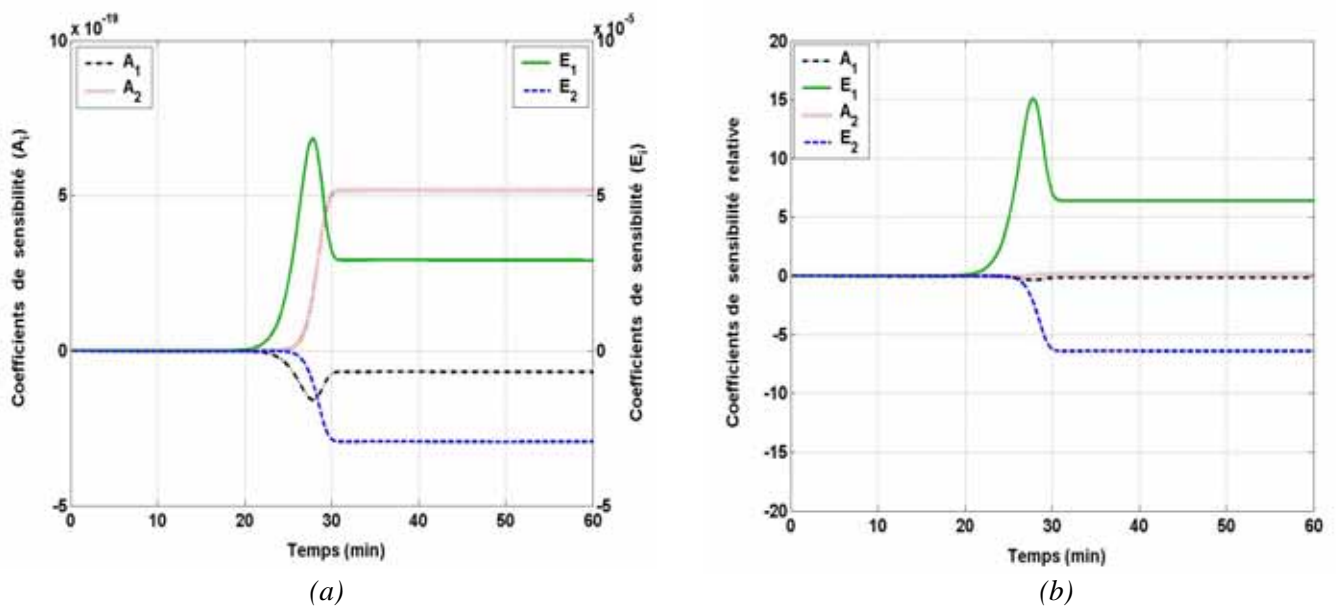 x 10^-19
x 10^-5
10
10
A1
A2
E1
E2
5
5
0
0
-5
-5
0 10 20 30 40 50 60
Coefficients de sensibilité (Ai)
Coefficients de sensibilité (Ei)
Temps (min)
(a)
20
A1
E1
A2
E2
15
10
5
0
-5
-10
-15
-20
0 10 20 30 40 50 60
Coefficients de sensibilité relative
Temps (min)
(b)